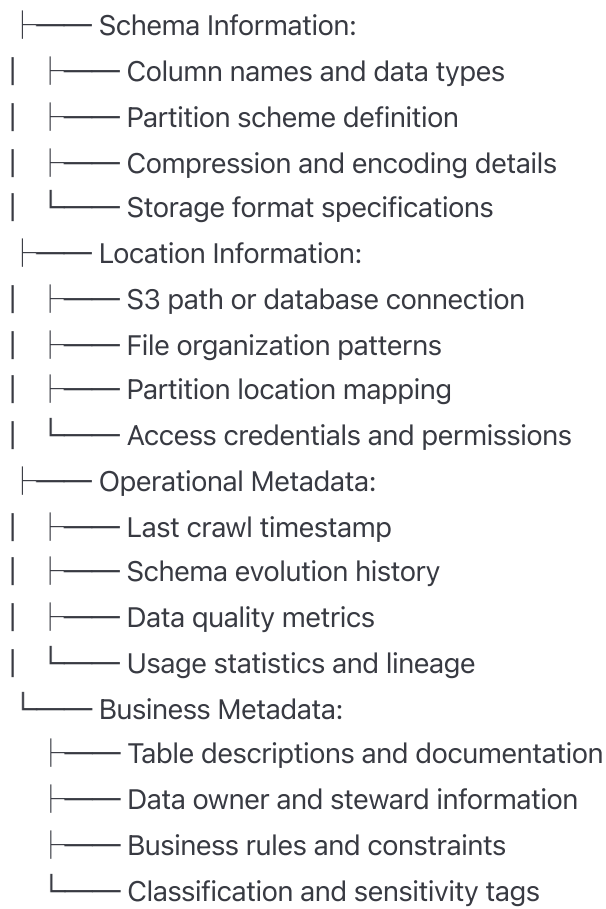 ├── Schema Information:
│   ├── Column names and data types
│   ├── Partition scheme definition
│   ├── Compression and encoding details
│   └── Storage format specifications
├── Location Information:
│   ├── S3 path or database connection
│   ├── File organization patterns
│   ├── Partition location mapping
│   └── Access credentials and permissions
├── Operational Metadata:
│   ├── Last crawl timestamp
│   ├── Schema evolution history
│   ├── Data quality metrics
│   └── Usage statistics and lineage
└── Business Metadata:
    ├── Table descriptions and documentation
    ├── Data owner and steward information
    ├── Business rules and constraints
    └── Classification and sensitivity tags